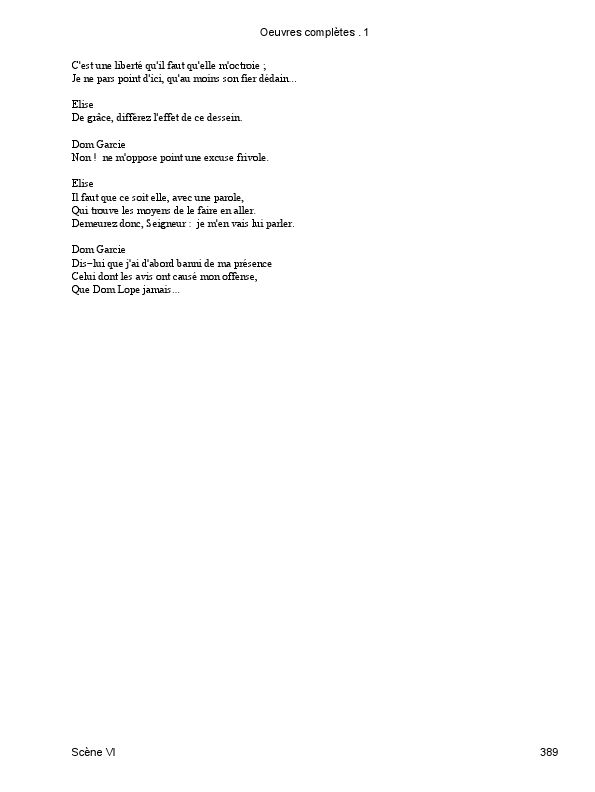 Oeuvres complètes . 1
C'est une liberté qu'il faut qu'elle m'octroie ;
Je ne pars point d'ici, qu'au moins son fier dédain...
Elise
De grâce, différez l'effet de ce dessein.
Dom Garcie
Non !  ne m'oppose point une excuse frivole.
Elise
Il faut que ce soit elle, avec une parole,
Qui trouve les moyens de le faire en aller.
Demeurez donc, Seigneur :  je m'en vais lui parler.
Dom Garcie
Dis−lui que j'ai d'abord banni de ma présence
Celui dont les avis ont causé mon offense,
Que Dom Lope jamais...
Scène VI
389